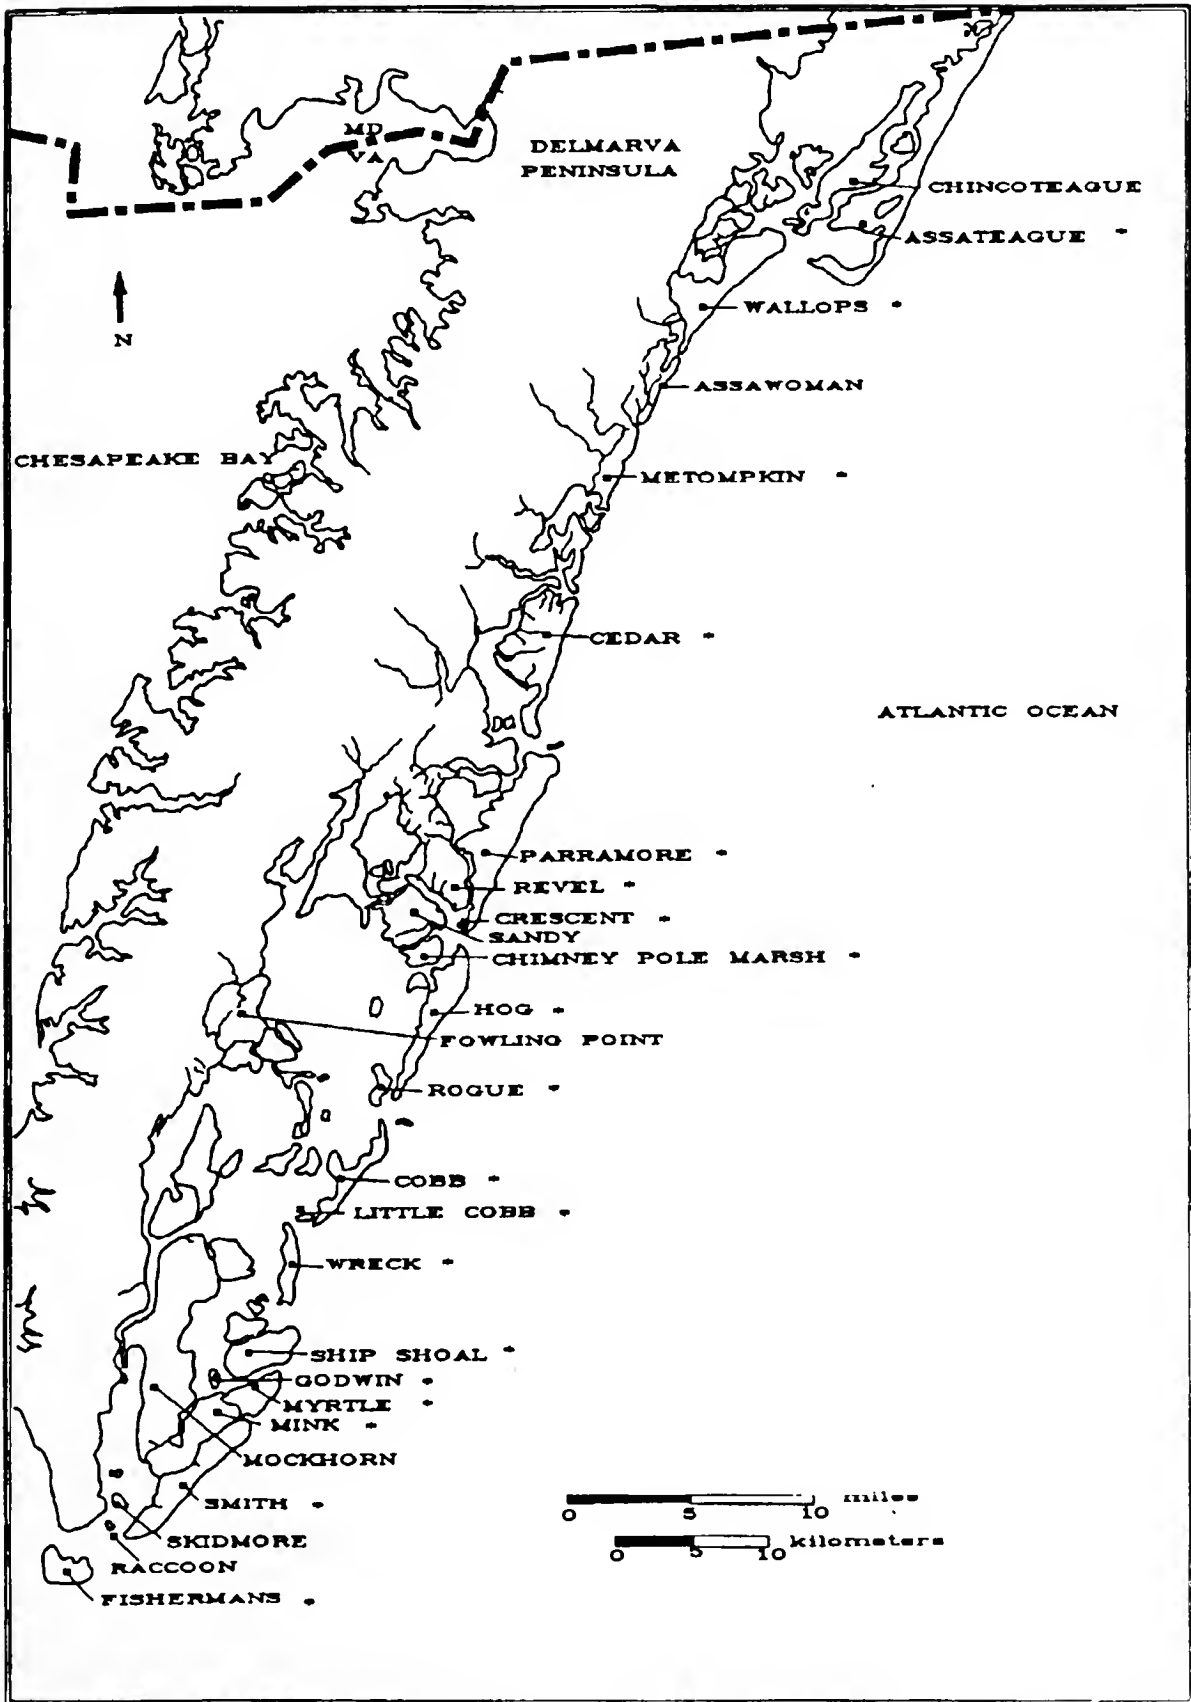 MD
VA
DELMARVA
PENINSULA
CHINCOTEAGUE
ASSATEAGUE *
N
WALLOPS *
ASSAWOMAN
CHESAPEAKE BAY
METOMPKIN *
CEDAR *
ATLANTIC OCEAN
PARRAMORE *
REVEL *
CRESCENT *
SANDY
CHIMNEY POLE MARSH *
HOG *
FOWLING POINT
ROGUE *
COBB *
LITTLE COBB *
WRECK *
SHIP SHOAL *
GODWIN *
MYRTLE *
MINK *
MOCKHORN
SMITH *
SKIDMORE
RACCOON
FISHERMANS *
miles
0 5 10
kilometers
0 5 10